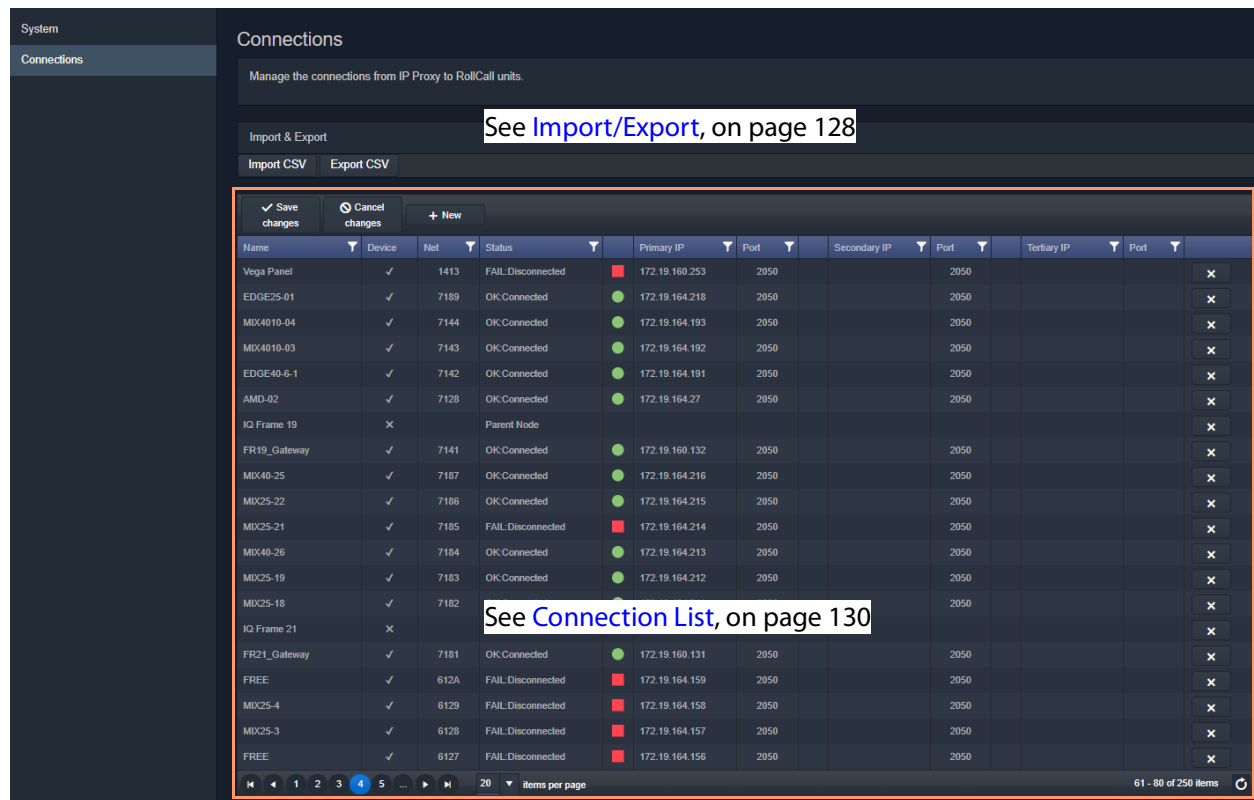 System
Connections
Connections
Manage the connections from IP Proxy to RollCall units.
See Import/Export, on page 128
Import & Export
Import CSV Export CSV
Save changes Cancel changes + New
Name Device Net Status Primary IP Port Secondary IP Port Tertiary IP Port
Vega Panel ✓ 1413 FAIL:Disconnected 172.19.160.253 2050 2050 ×
EDGE25-01 ✓ 7189 OK:Connected 172.19.164.218 2050 2050 ×
MIX4010-04 ✓ 7144 OK:Connected 172.19.164.193 2050 2050 ×
MIX4010-03 ✓ 7143 OK:Connected 172.19.164.192 2050 2050 ×
EDGE40-6-1 ✓ 7142 OK:Connected 172.19.164.191 2050 2050 ×
AMD-02 ✓ 7128 OK:Connected 172.19.164.27 2050 2050 ×
IQ Frame 19 × Parent Node ×
FR19_Gateway ✓ 7141 OK:Connected 172.19.160.132 2050 2050 ×
MIX40-25 ✓ 7187 OK:Connected 172.19.164.216 2050 2050 ×
MIX25-22 ✓ 7186 OK:Connected 172.19.164.215 2050 2050 ×
MIX25-21 ✓ 7185 FAIL:Disconnected 172.19.164.214 2050 2050 ×
MIX40-26 ✓ 7184 OK:Connected 172.19.164.213 2050 2050 ×
MIX25-19 ✓ 7183 OK:Connected 172.19.164.212 2050 2050 ×
MIX25-18 ✓ 7182 2050 ×
See Connection List, on page 130
IQ Frame 21 × ×
FR21_Gateway ✓ 7181 OK:Connected 172.19.160.131 2050 2050 ×
FREE ✓ 612A FAIL:Disconnected 172.19.164.159 2050 2050 ×
MIX25-4 ✓ 6129 FAIL:Disconnected 172.19.164.158 2050 2050 ×
MIX25-3 ✓ 6128 FAIL:Disconnected 172.19.164.157 2050 2050 ×
FREE ✓ 6127 FAIL:Disconnected 172.19.164.156 2050 2050 ×
1 2 3 4 5 ... 20 items per page 61 - 80 of 250 items